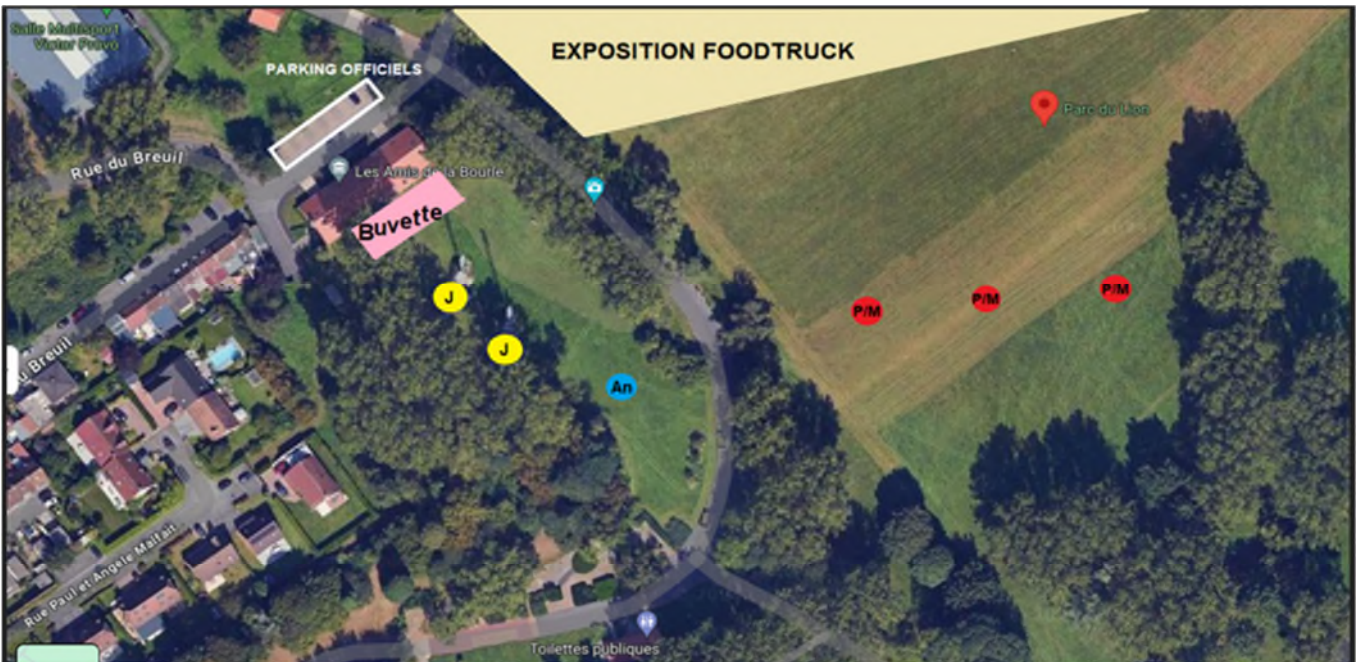 Salle Multisport
Victor Provo
EXPOSITION FOODTRUCK
PARKING OFFICIELS
Parc du Lion
Rue du Breuil
Les Amis de la Bourle
Buvette
J
P/M
P/M
P/M
J
u Breuil
An
Rue Paul et Angèle Malfait
Toilettes publiques